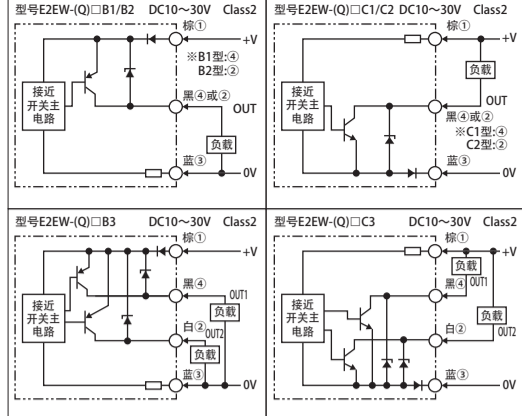 型号E2EW-(Q)□B1/B2 DC10～30V Class2
棕①
+V
※B1型:④
B2型:②
接近
开关主
电路
黑④或②
OUT
负载
蓝③
0V
型号E2EW-(Q)□C1/C2 DC10～30V Class2
棕①
+V
负载
接近
开关主
电路
OUT
黑④或②
※C1型:④
C2型:②
蓝③
0V
型号E2EW-(Q)□B3 DC10～30V Class2
棕①
+V
黑④
OUT1
接近
开关主
电路
负载
白②
OUT2
负载
蓝③
0V
型号E2EW-(Q)□C3 DC10～30V Class2
棕①
+V
负载
黑④
OUT1
接近
开关主
电路
负载
白②
OUT2
蓝③
0V